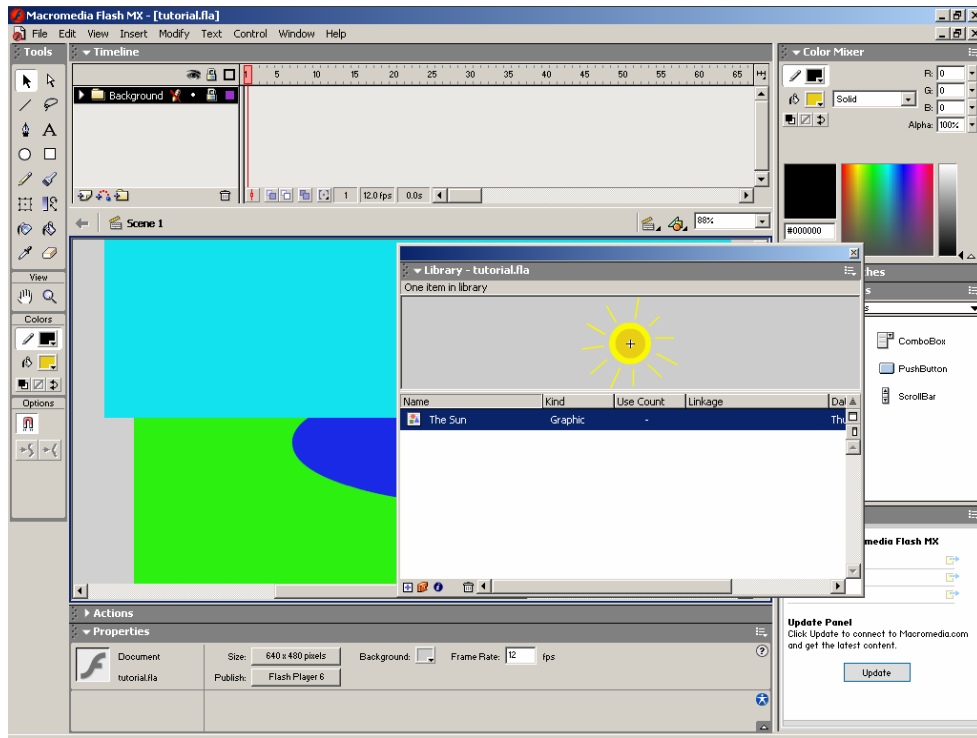 Macromedia Flash MX - [tutorial.fla]
File Edit View Insert Modify Text Control Window Help
Tools
Timeline
1 5 10 15 20 25 30 35 40 45 50 55 60 65
Background
1 12.0 fps 0.0s
Scene 1
88%
View
Colors
Options
Library - tutorial.fla
One item in library
Name Kind Use Count Linkage Dat
The Sun Graphic - Thu
Color Mixer
R: 0
G: 0
Solid
B: 0
Alpha: 100%
#000000
ches
s
s
ComboBox
PushButton
ScrollBar
media Flash MX
Update Panel
Click Update to connect to Macromedia.com
and get the latest content.
Update
Actions
Properties
Document Size: 640 x 480 pixels Background: Frame Rate: 12 fps
tutorial.fla Publish: Flash Player 6